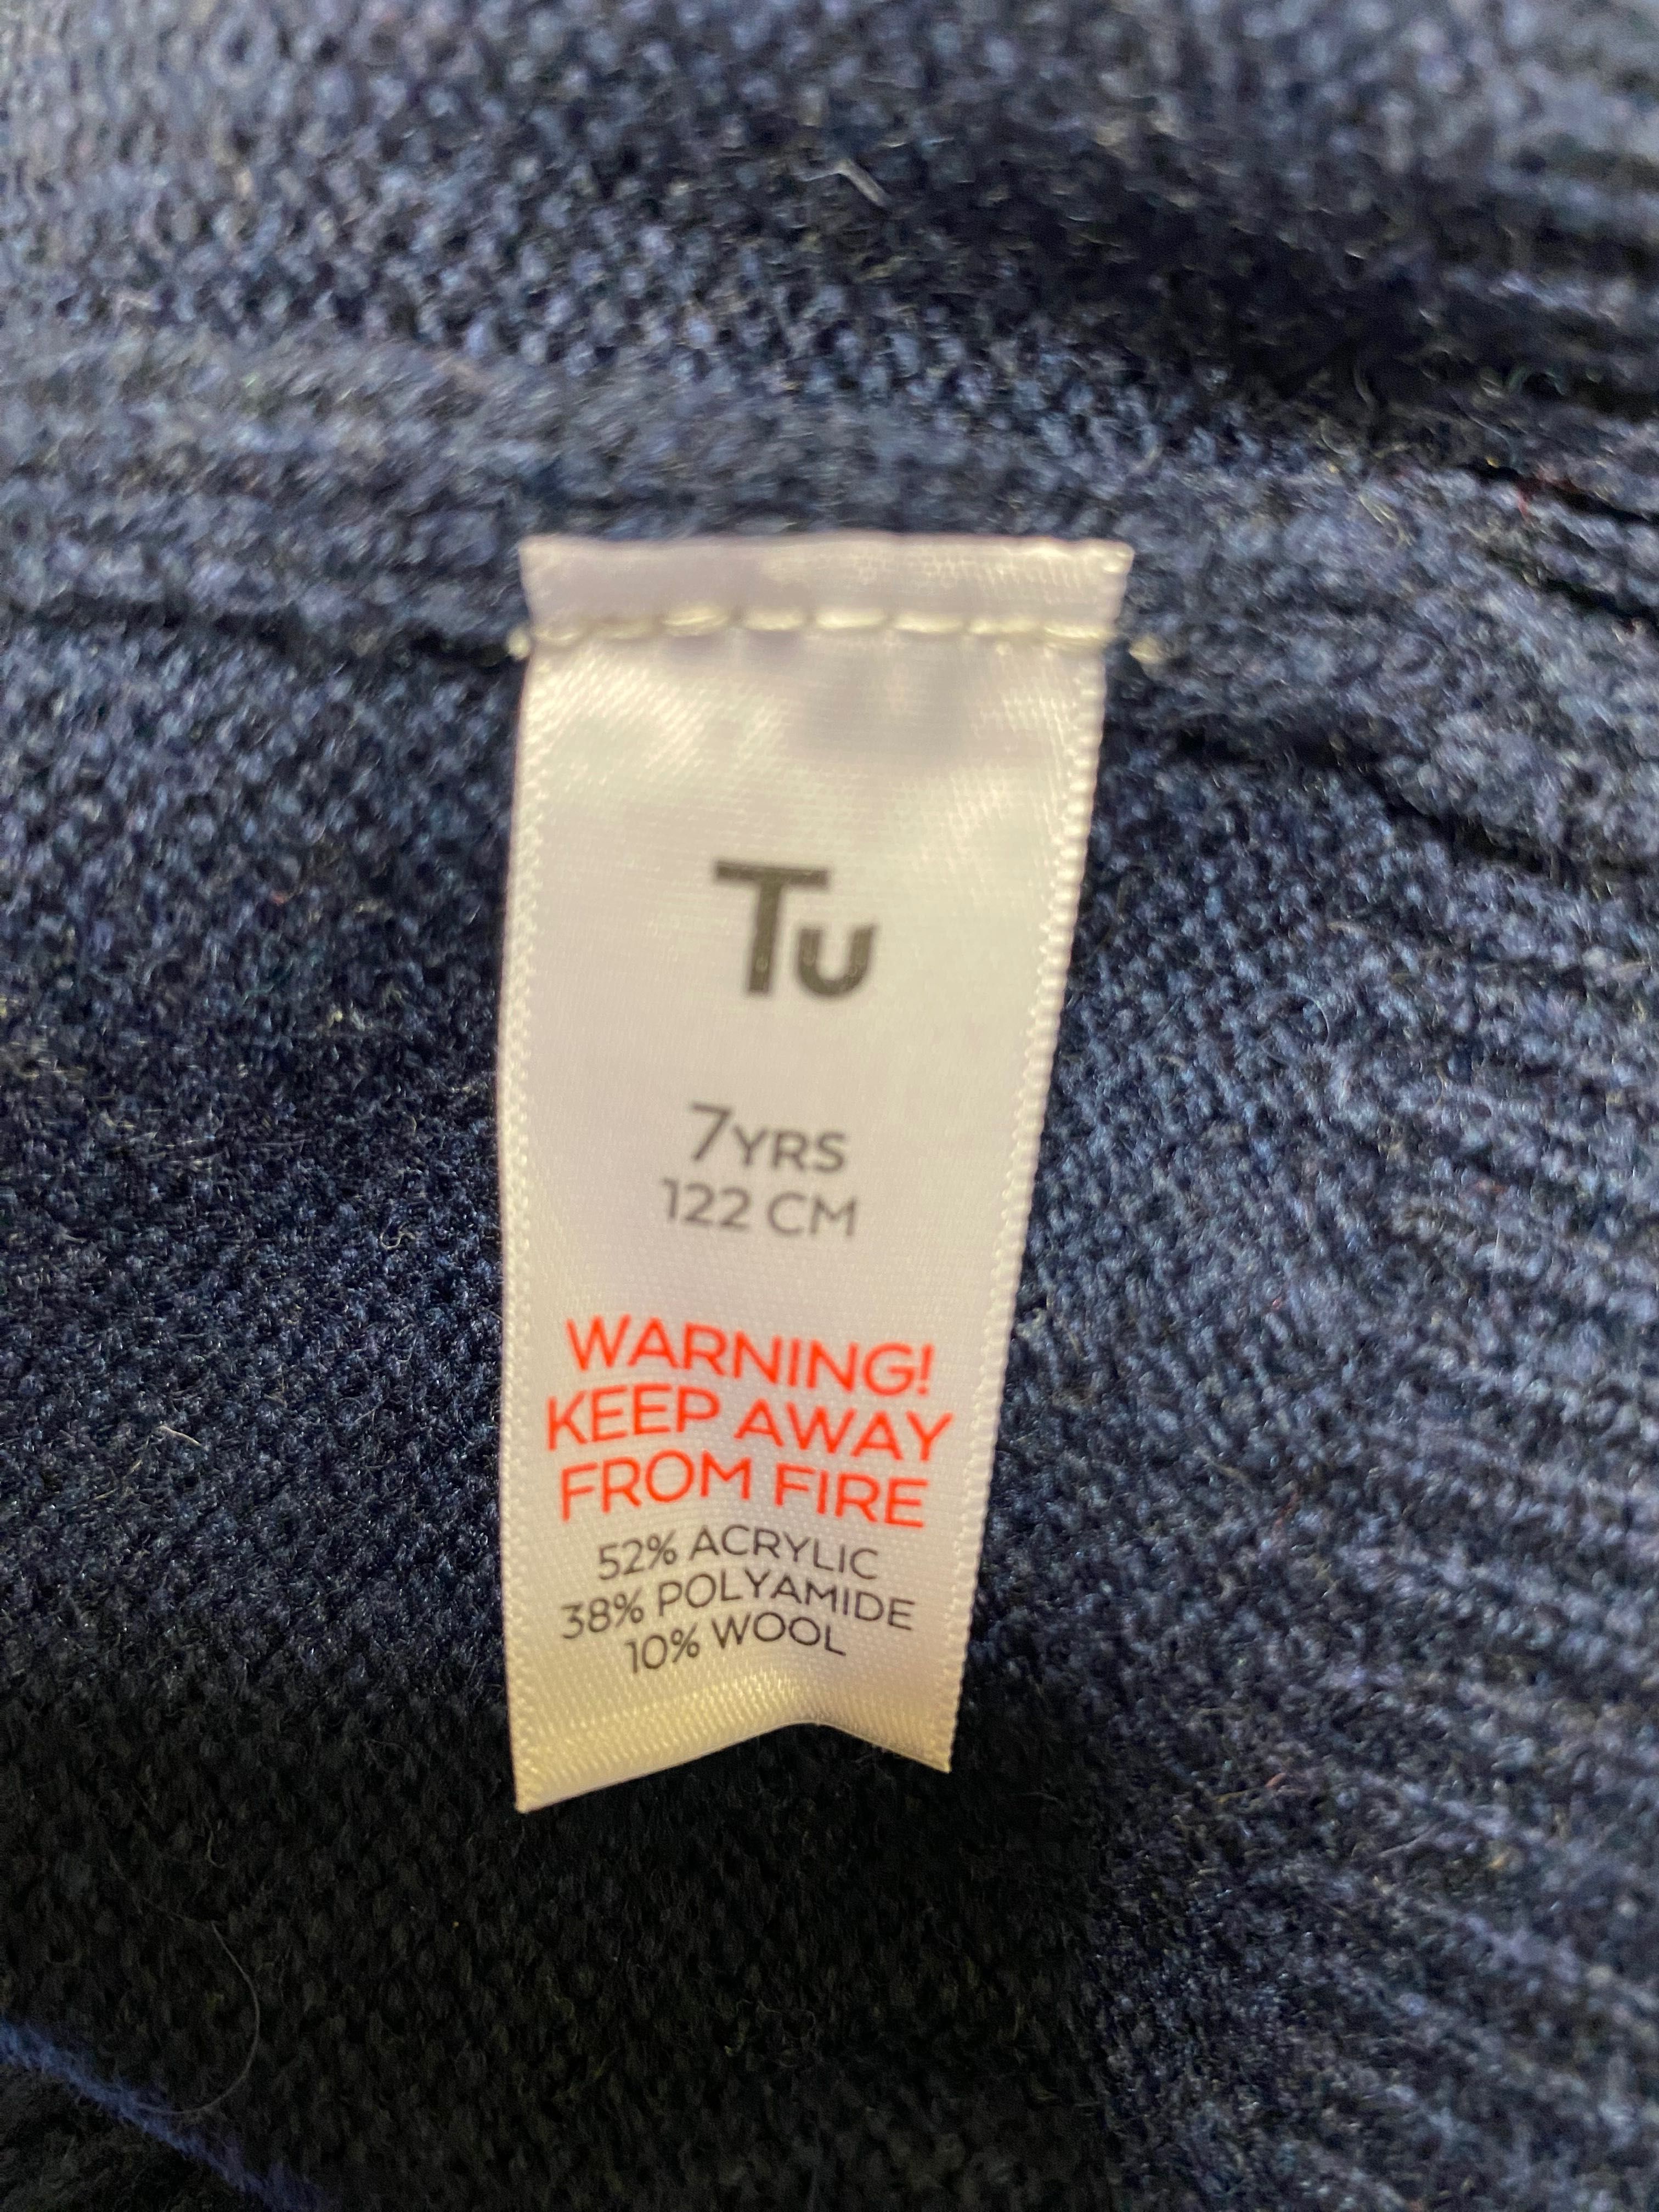 Tu
7YRS
122 CM
WARNING!
KEEP AWAY
FROM FIRE
52% ACRYLIC
38% POLYAMIDE
10% WOOL